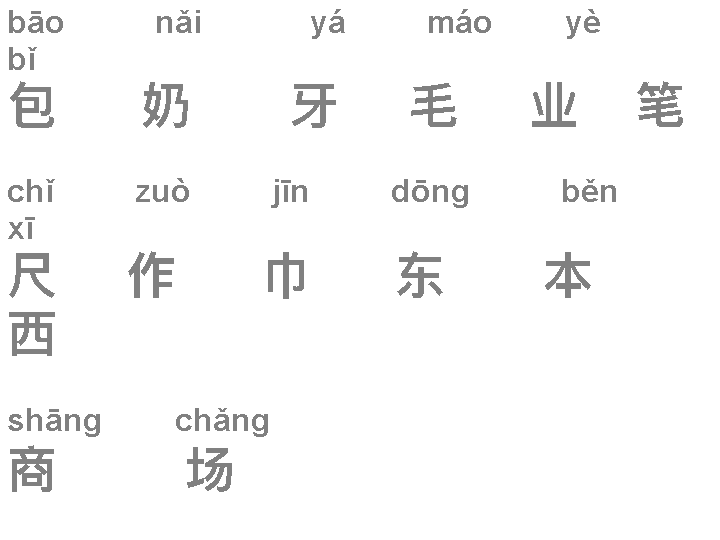 bāo nǎi yá máo yè
bǐ
包 奶 牙 毛 业 笔
chǐ zuò jīn dōng běn
xī
尺 作 巾 东 本
西
shāng chǎng
商 场